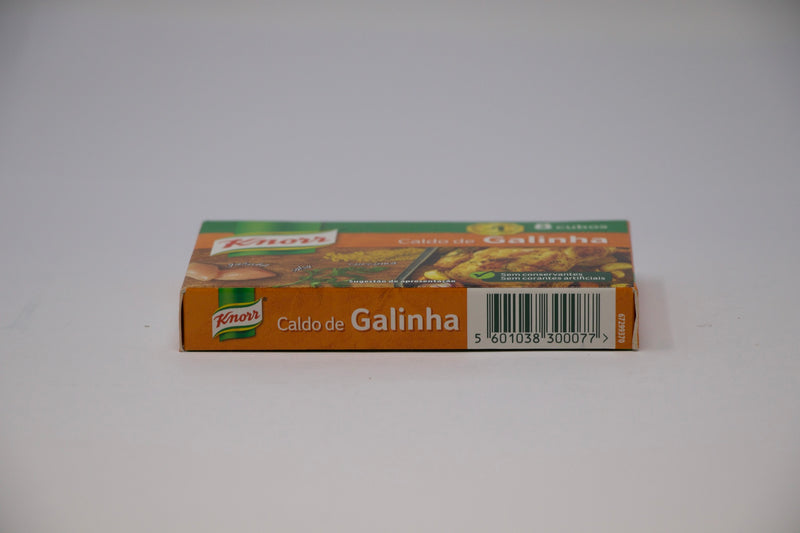 8 cubos
Knorr
Caldo de Galinha
Sem conservantes
Sem corantes artificiais
Sugestão de apresentação
Knorr
Caldo de Galinha
5 601038 300077 >
67299370